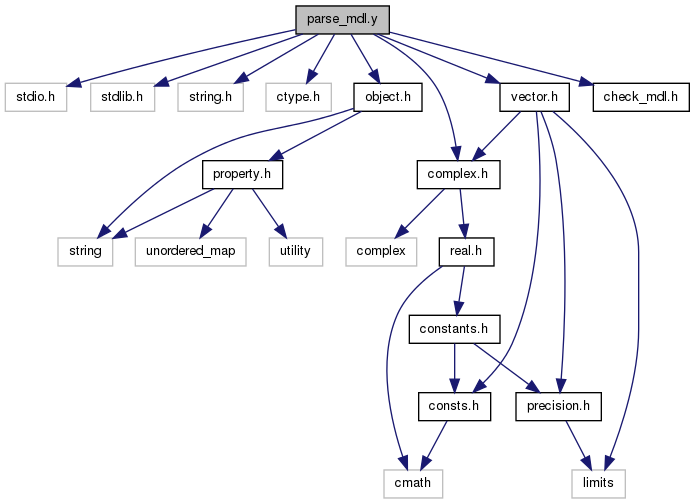 parse_mdl.y
stdio.h
stdlib.h
string.h
ctype.h
object.h
vector.h
check_mdl.h
property.h
complex.h
string
unordered_map
utility
complex
real.h
constants.h
consts.h
precision.h
cmath
limits